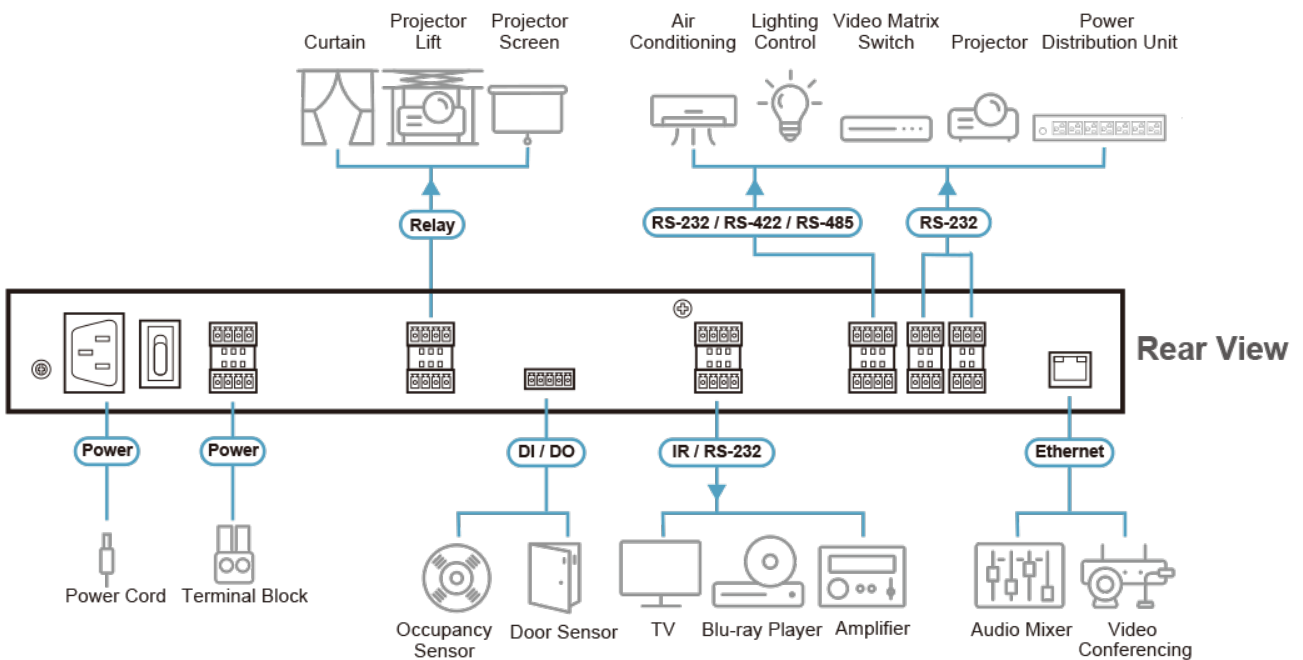 Curtain
Projector
Lift
Projector
Screen
Air
Conditioning
Lighting
Control
Video Matrix
Switch
Projector
Power
Distribution Unit
Relay
RS-232 / RS-422 / RS-485
RS-232
Rear View
Power
Power
DI / DO
IR / RS-232
Ethernet
Power Cord
Terminal Block
Occupancy
Sensor
Door Sensor
TV
Blu-ray Player
Amplifier
Audio Mixer
Video
Conferencing